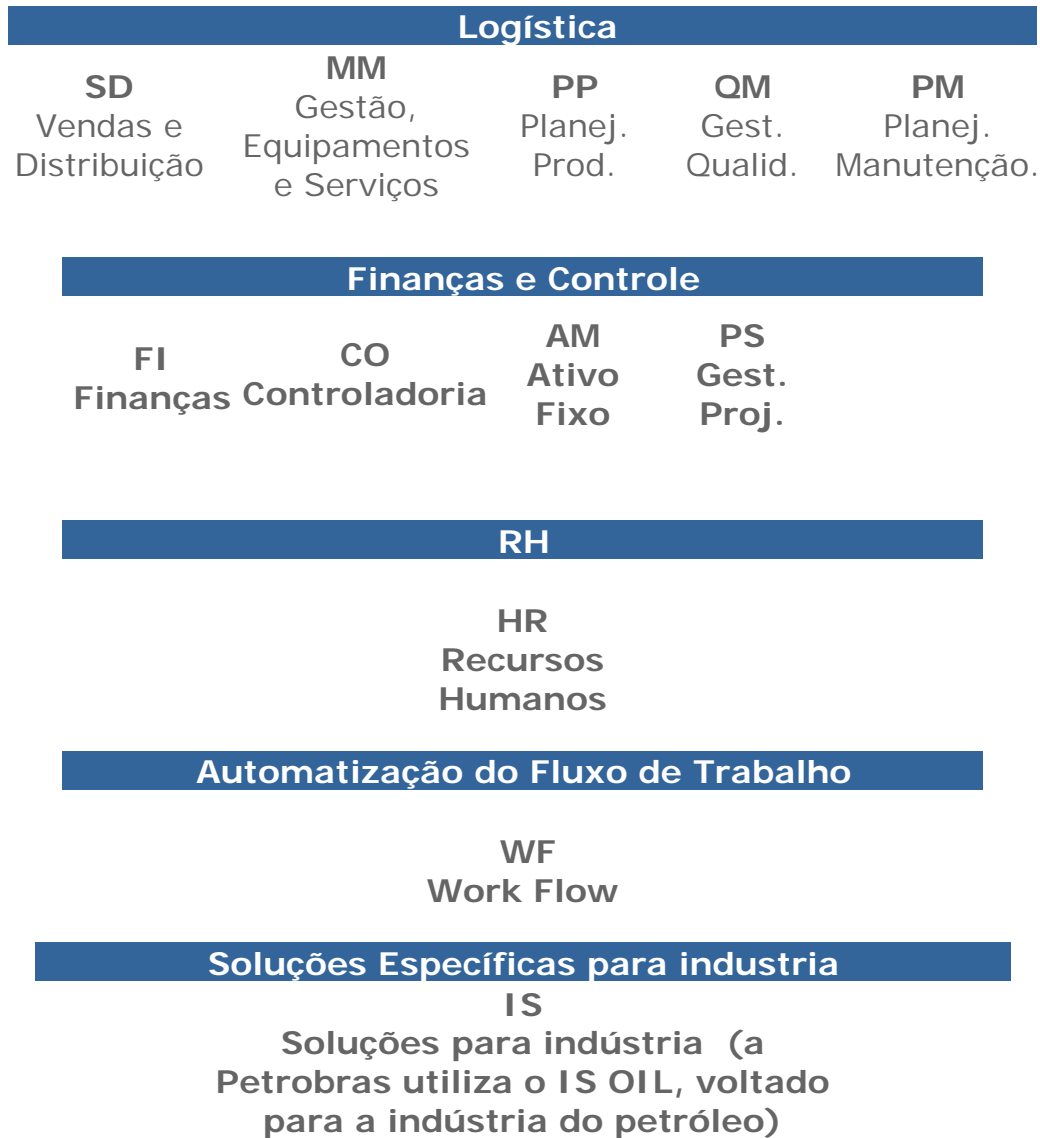 Logística
SD
Vendas e
Distribuição
MM
Gestão,
Equipamentos
e Serviços
PP
Planej.
Prod.
QM
Gest.
Qualid.
PM
Planej.
Manutenção.
Finanças e Controle
FI
Finanças
CO
Controladoria
AM
Ativo
Fixo
PS
Gest.
Proj.
RH
HR
Recursos
Humanos
Automatização do Fluxo de Trabalho
WF
Work Flow
Soluções Específicas para industria
IS
Soluções para indústria (a
Petrobras utiliza o IS OIL, voltado
para a indústria do petróleo)